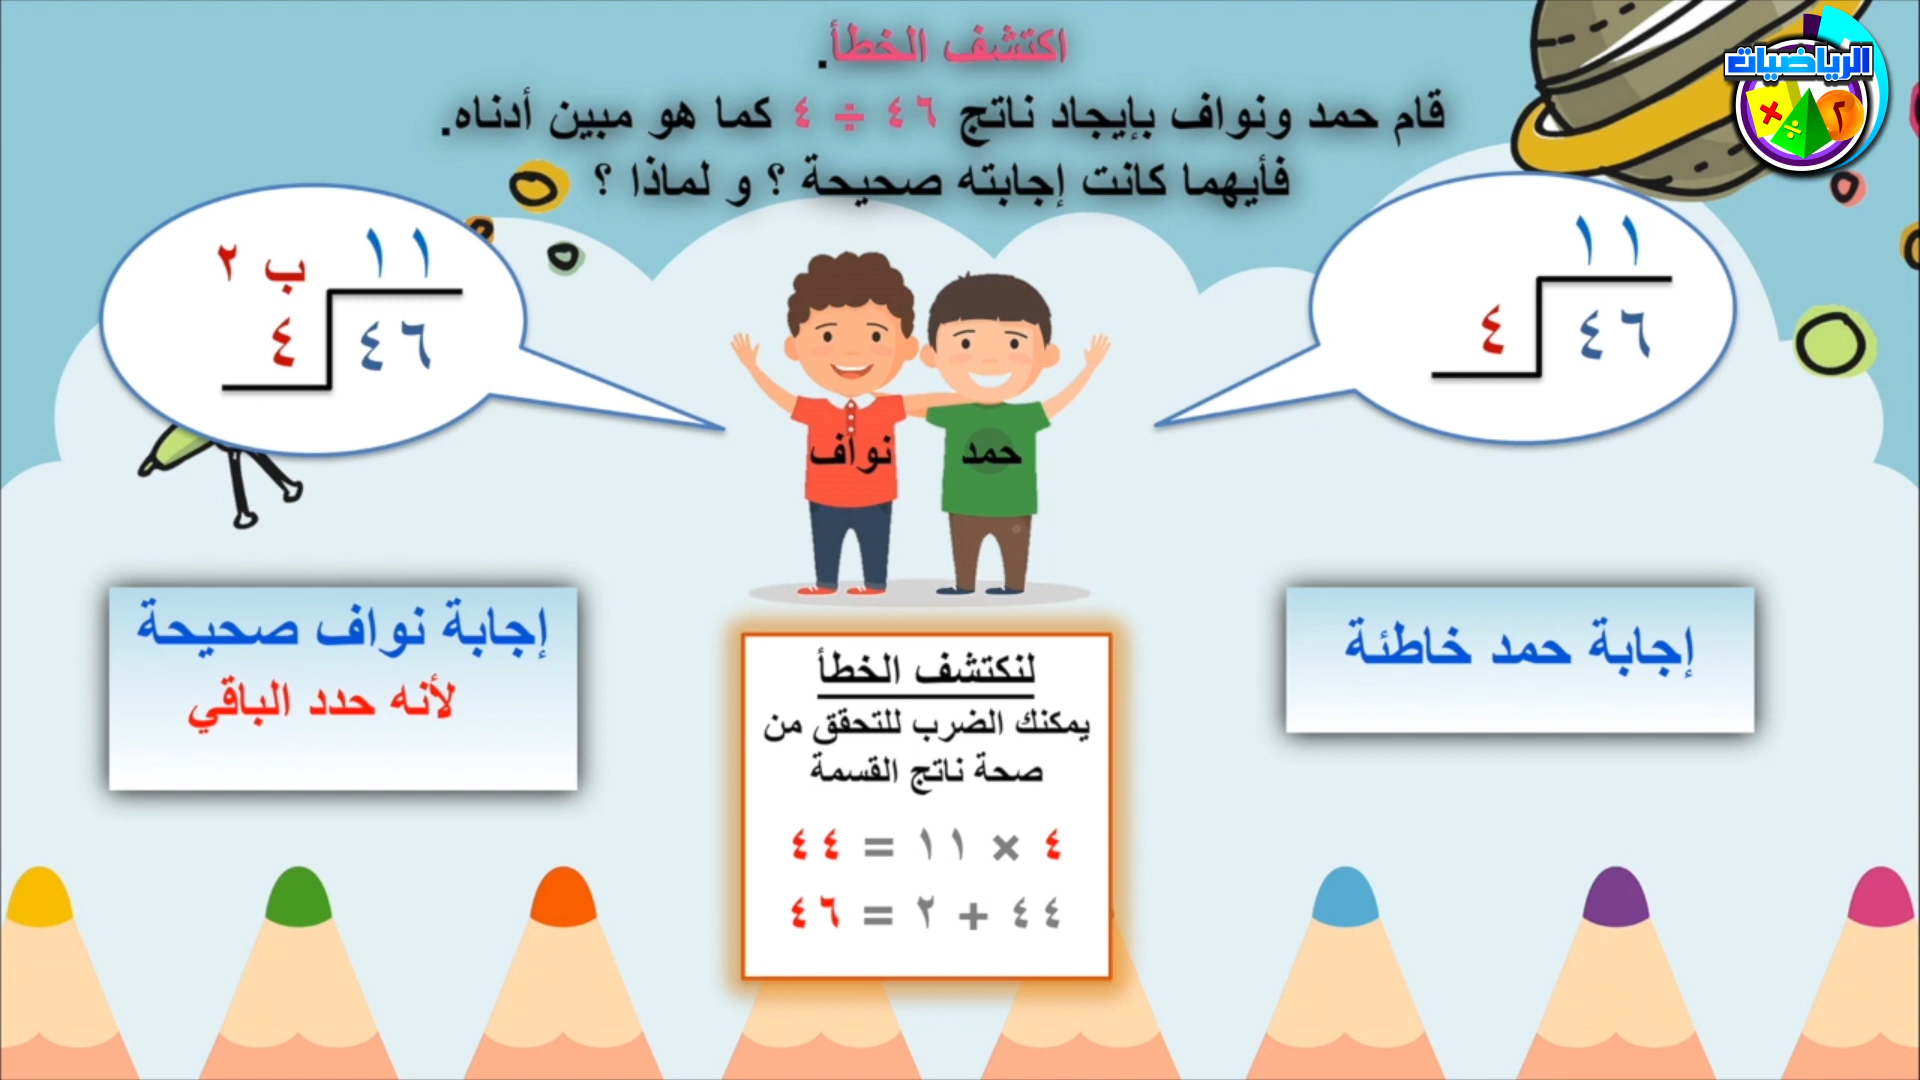 اكتشف الخطأ.
قام حمد ونواف بإيجاد ناتج ٤٦ ÷ ٤ كما هو مبين أدناه.
فأيهما كانت إجابته صحيحة ؟ و لماذا ؟
الرياضيات
٢
١١
٤٦
٤
١١
ب ٢
٤٦
٤
حمد
نواف
إجابة حمد خاطئة
إجابة نواف صحيحة
لأنه حدد الباقي
لنكتشف الخطأ
يمكنك الضرب للتحقق من
صحة ناتج القسمة
٤ × ١١ = ٤٤
٤٤ + ٢ = ٤٦